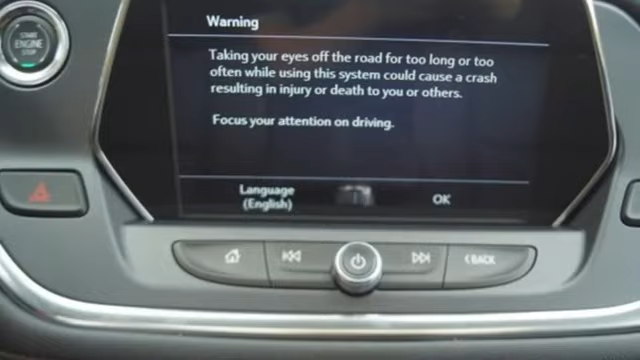 Warning
START
ENGINE
STOP
Taking your eyes off the road for too long or too
often while using this system could cause a crash
resulting in injury or death to you or others.
Focus your attention on driving.
Language
(English)
OK
BACK